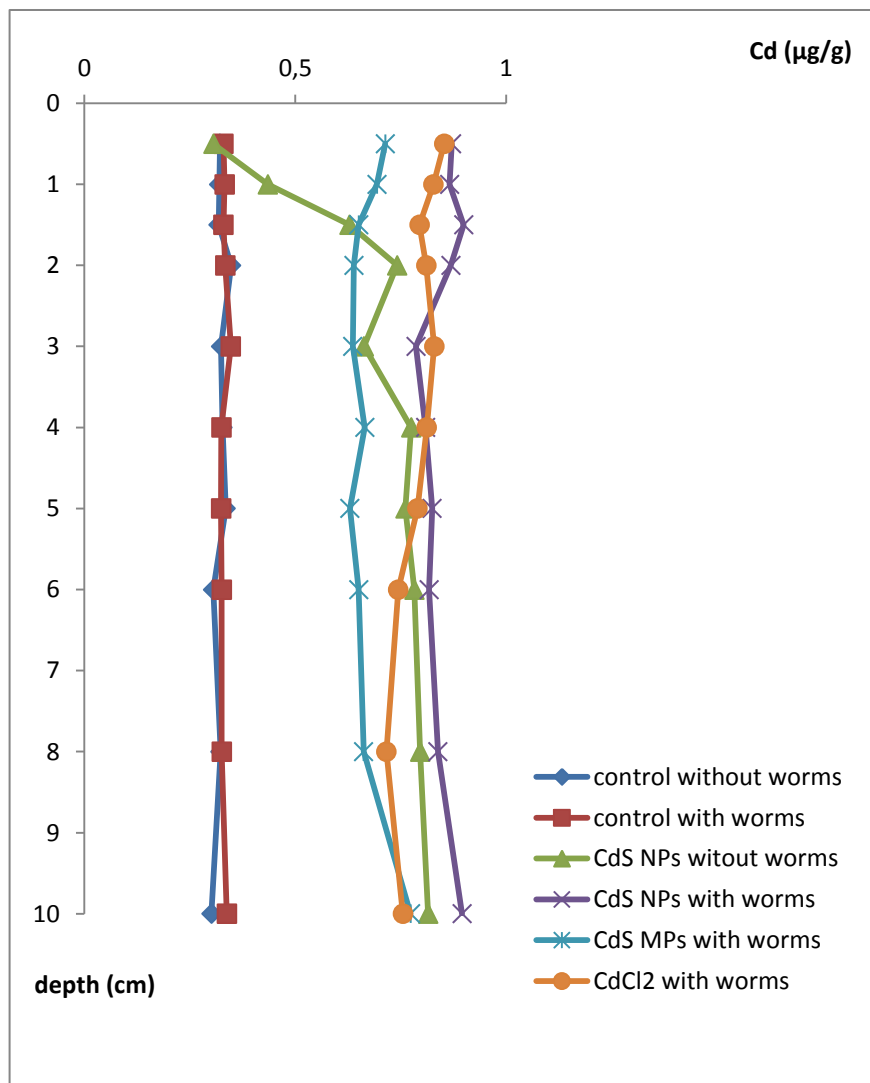 Cd (µg/g)
0 0,5 1
0
1
2
3
4
5
6
7
8
9
10
depth (cm)
control without worms
control with worms
CdS NPs witout worms
CdS NPs with worms
CdS MPs with worms
CdCl2 with worms